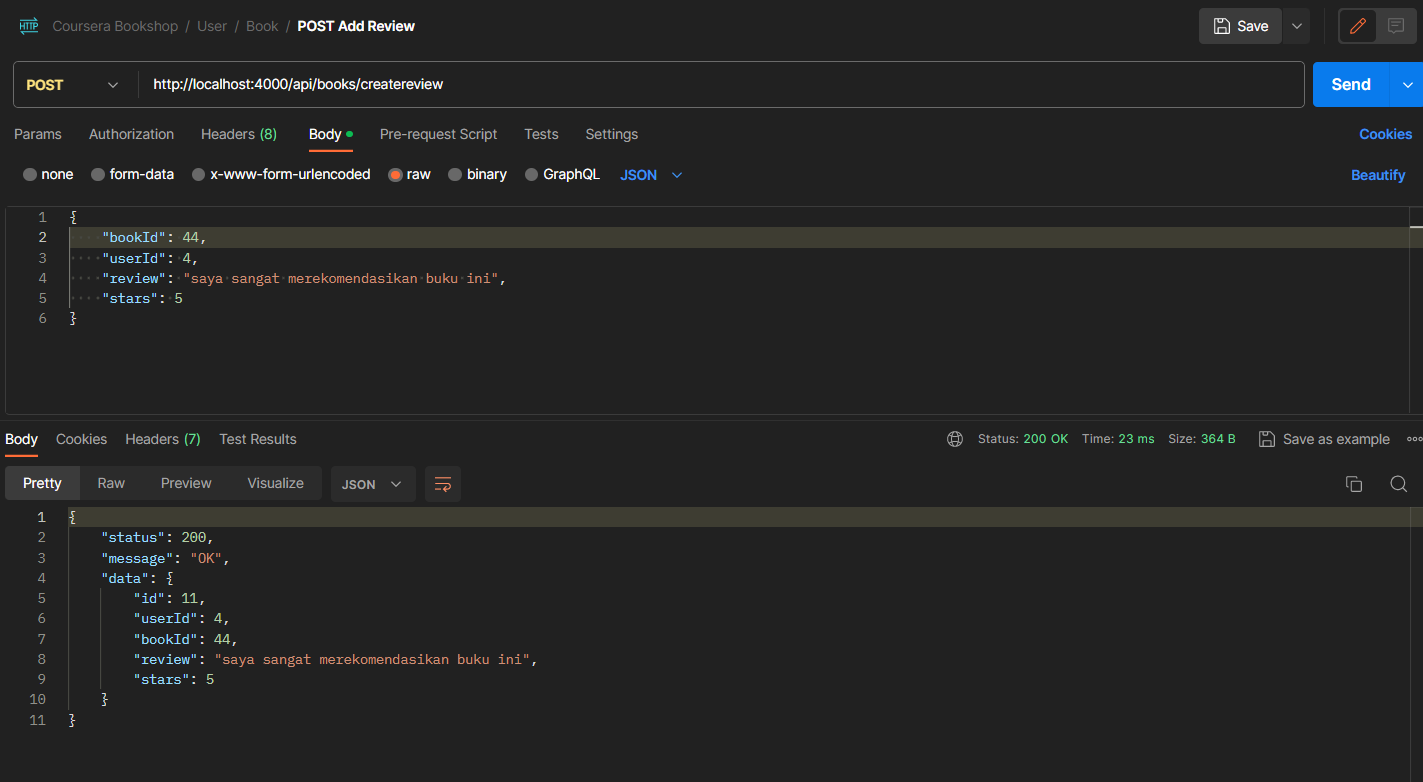 HTTP Coursera Bookshop / User / Book / POST Add Review Save
POST http://localhost:4000/api/books/createreview Send
Params Authorization Headers (8) Body Pre-request Script Tests Settings Cookies
none form-data x-www-form-urlencoded raw binary GraphQL JSON Beautify
1 {
2 "bookId": 44,
3 "userId": 4,
4 "review": "saya sangat merekomendasikan buku ini",
5 "stars": 5
6 }
Body Cookies Headers (7) Test Results Status: 200 OK Time: 23 ms Size: 364 B Save as example
Pretty Raw Preview Visualize JSON
1 {
2 "status": 200,
3 "message": "OK",
4 "data": {
5 "id": 11,
6 "userId": 4,
7 "bookId": 44,
8 "review": "saya sangat merekomendasikan buku ini",
9 "stars": 5
10 }
11 }